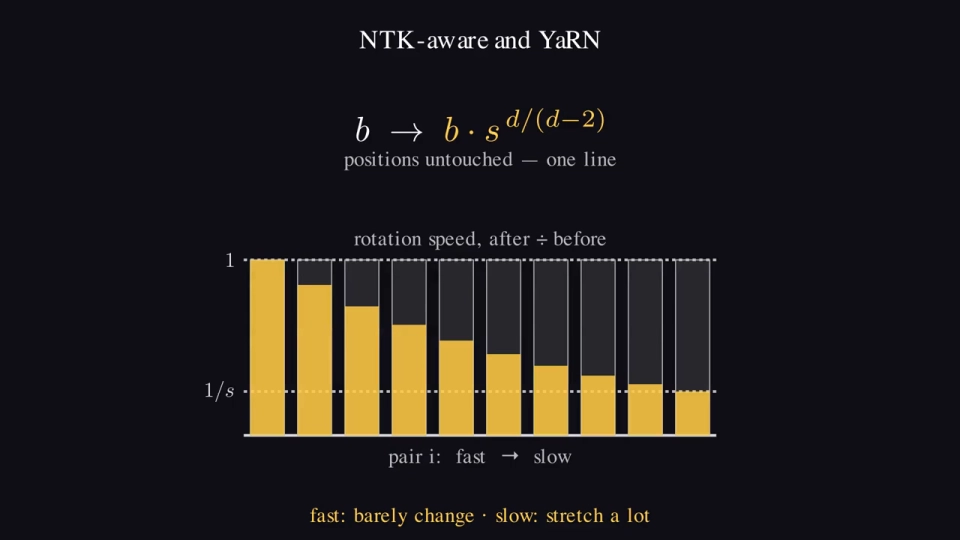 NTK-aware and YaRN
b → b · s^{d/(d−2)}
positions untouched — one line
rotation speed, after ÷ before
1
1/s
pair i: fast → slow
fast: barely change · slow: stretch a lot